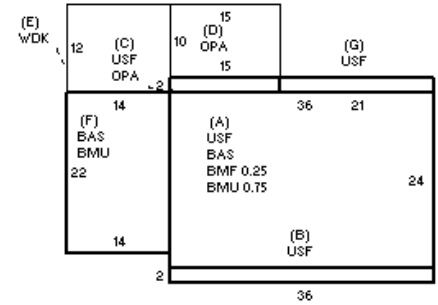 (E)
WDK
12
(C)
USF
OPA
15
10
(D)
OPA
15
(G)
USF
2
14
36
21
(F)
BAS
BMU
22
(A)
USF
BAS
BMF 0.25
BMU 0.75
24
14
(B)
USF
2
36